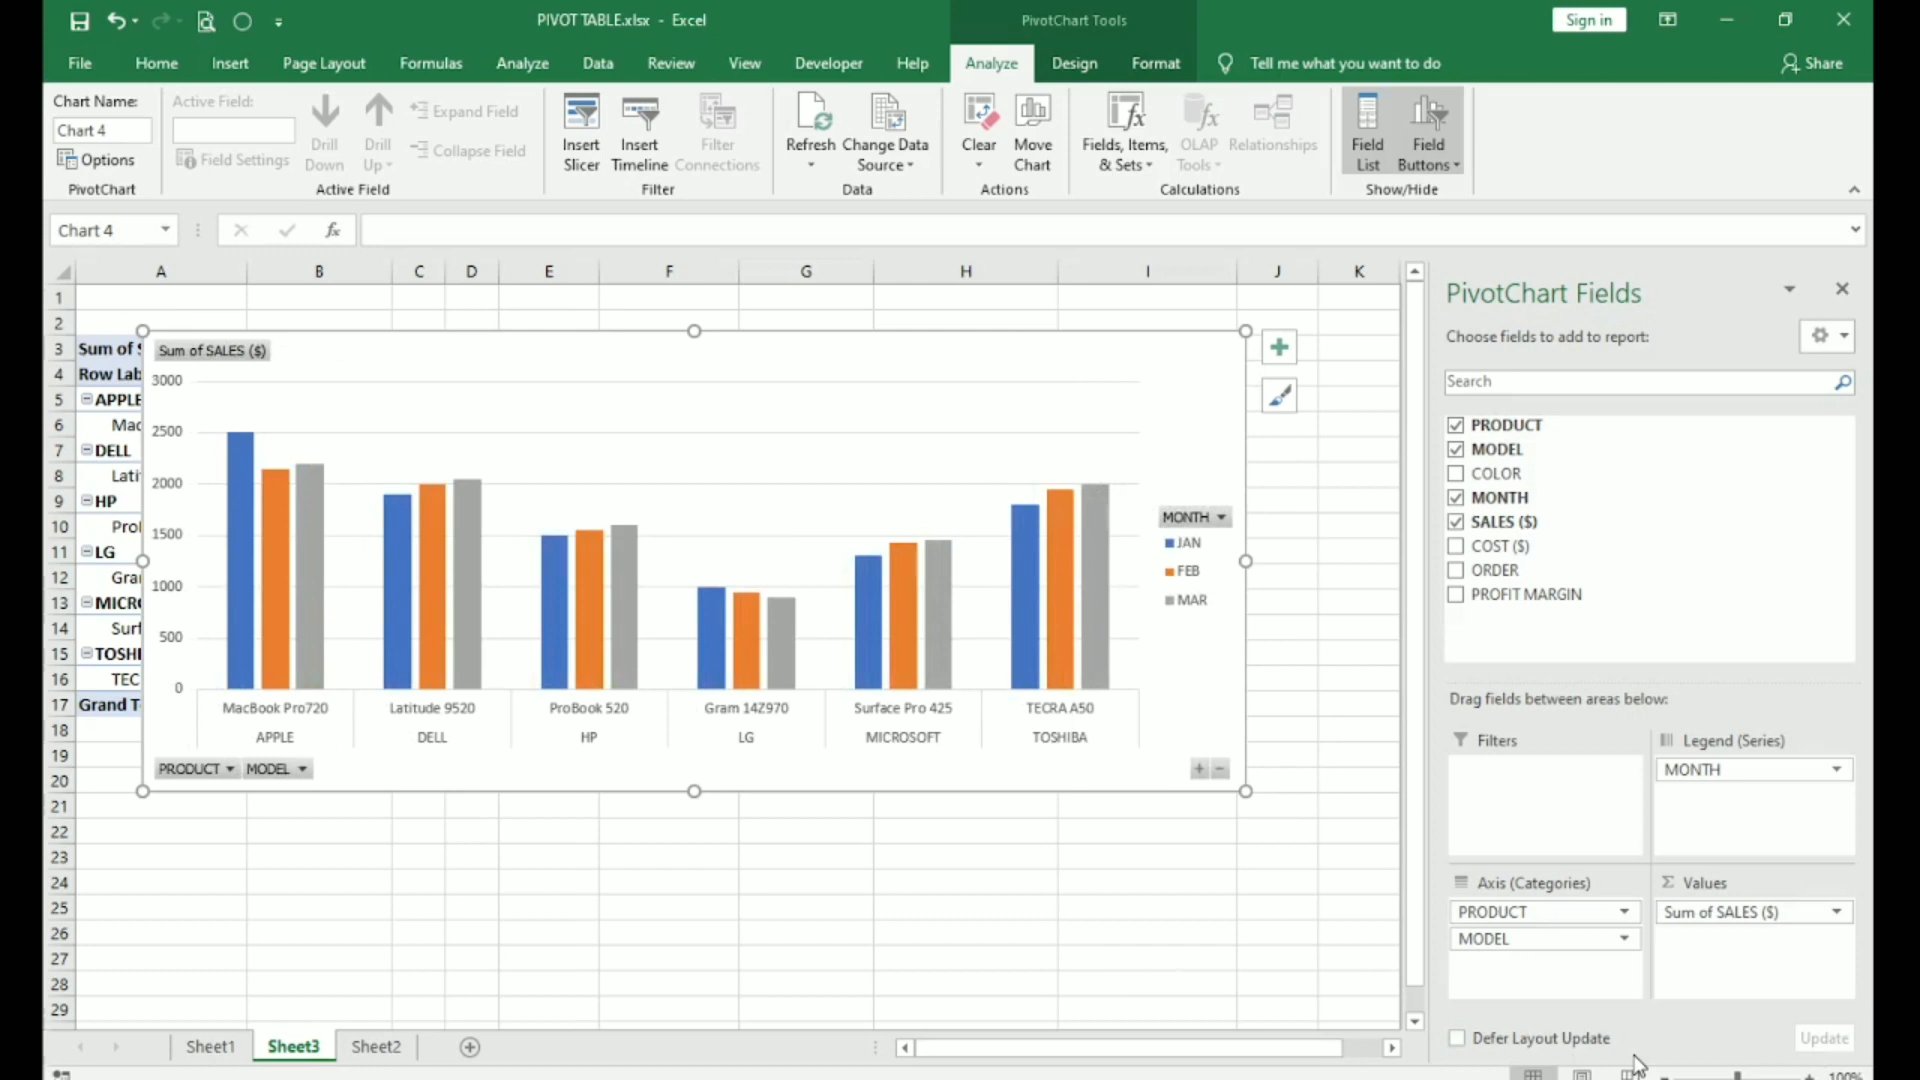 PIVOT TABLE.xlsx - Excel
PivotChart Tools
Sign in
File Home Insert Page Layout Formulas Analyze Data Review View Developer Help Analyze Design Format Tell me what you want to do Share
Chart Name:
Chart 4
Options
PivotChart
Active Field:
Field Settings
Drill Down
Drill Up
Expand Field
Collapse Field
Active Field
Insert Slicer
Insert Timeline
Filter Connections
Filter
Refresh
Change Data Source
Data
Clear
Move Chart
Actions
Fields, Items, & Sets
OLAP Tools
Relationships
Calculations
Field List
Field Buttons
Show/Hide
Chart 4
fx
A B C D E F G H I J K
1
2
3 Sum of S
4 Row Lab
5 APPLE
6 Mac
7 DELL
8 Lati
9 HP
10 Pro
11 LG
12 Gra
13 MICRO
14 Surf
15 TOSHI
16 TEC
17 Grand T
18
19
20
21
22
23
24
25
26
27
28
29
Sum of SALES ($)
3000
2500
2000
1500
1000
500
0
MacBook Pro720 Latitude 9520 ProBook 520 Gram 14Z970 Surface Pro 425 TECRA A50
APPLE DELL HP LG MICROSOFT TOSHIBA
PRODUCT MODEL
MONTH
JAN
FEB
MAR
PivotChart Fields
Choose fields to add to report:
Search
PRODUCT
MODEL
COLOR
MONTH
SALES ($)
COST ($)
ORDER
PROFIT MARGIN
Drag fields between areas below:
Filters
Legend (Series)
MONTH
Axis (Categories)
PRODUCT
MODEL
Values
Sum of SALES ($)
Defer Layout Update
Update
Sheet1 Sheet3 Sheet2
100%